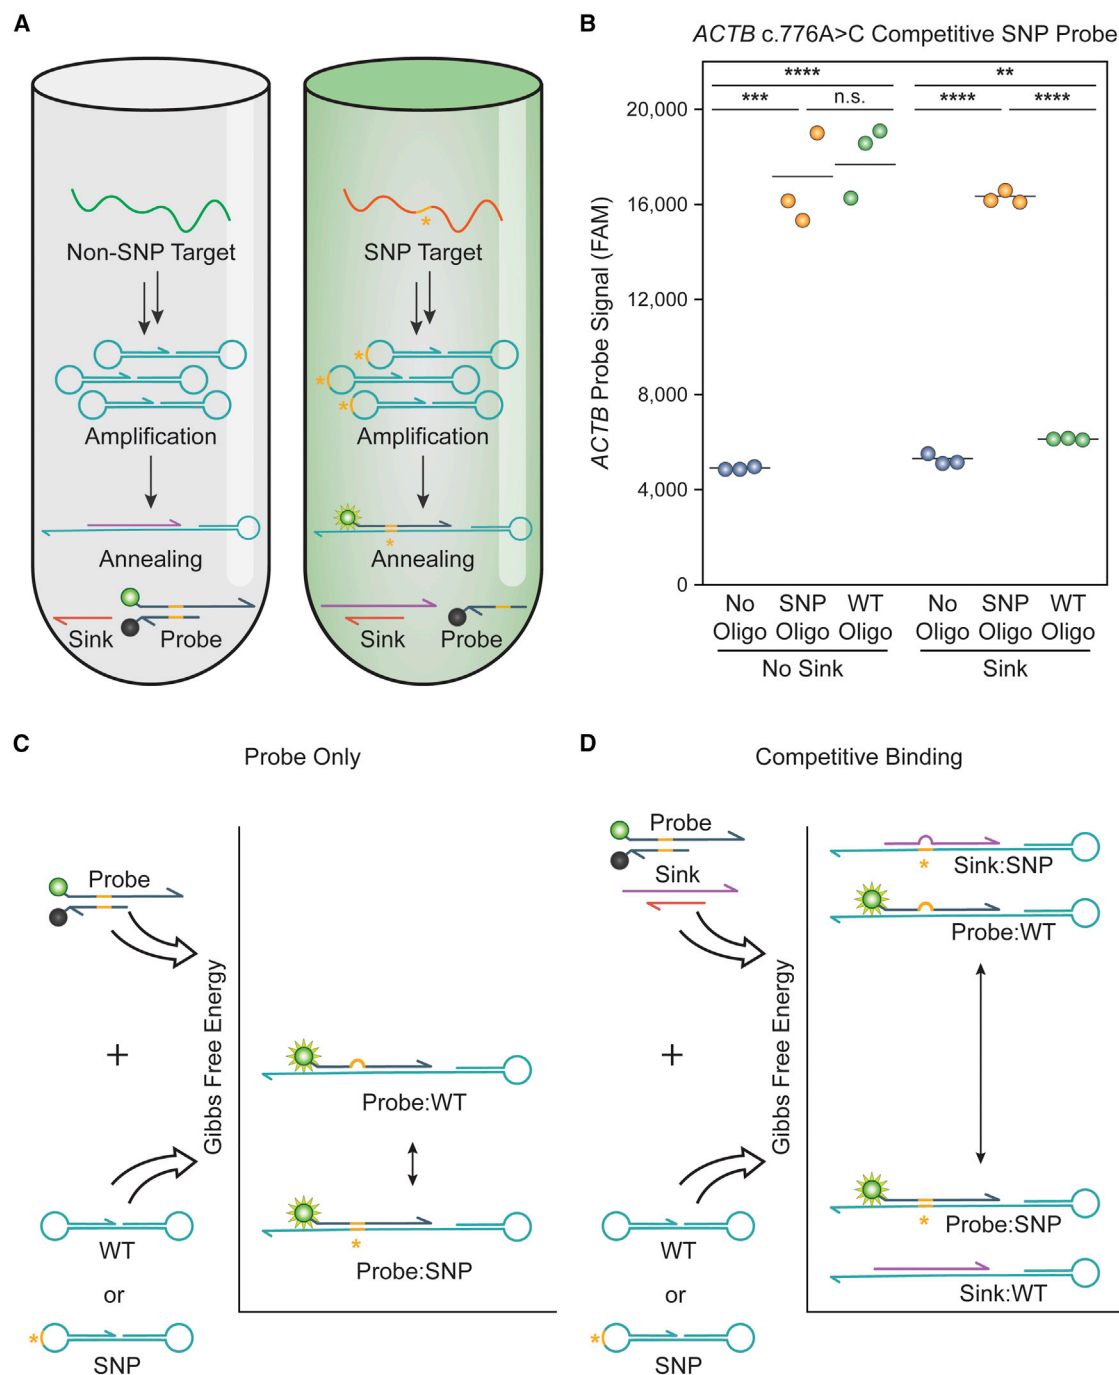 A
Non-SNP Target
Amplification
Annealing
Sink
Probe
SNP Target
*
*
*
*
Amplification
*
Annealing
Sink
Probe
B
ACTB c.776A>C Competitive SNP Probe
**** **
*** n.s. **** ****
ACTB Probe Signal (FAM)
20,000
16,000
12,000
8,000
4,000
0
No SNP WT No SNP WT
Oligo Oligo Oligo Oligo Oligo Oligo
No Sink Sink
C
Probe Only
Probe
+
WT
or
*
SNP
Gibbs Free Energy
Probe:WT
*
Probe:SNP
D
Competitive Binding
Probe
Sink
+
WT
or
*
SNP
Gibbs Free Energy
*
Sink:SNP
Probe:WT
*
Probe:SNP
Sink:WT